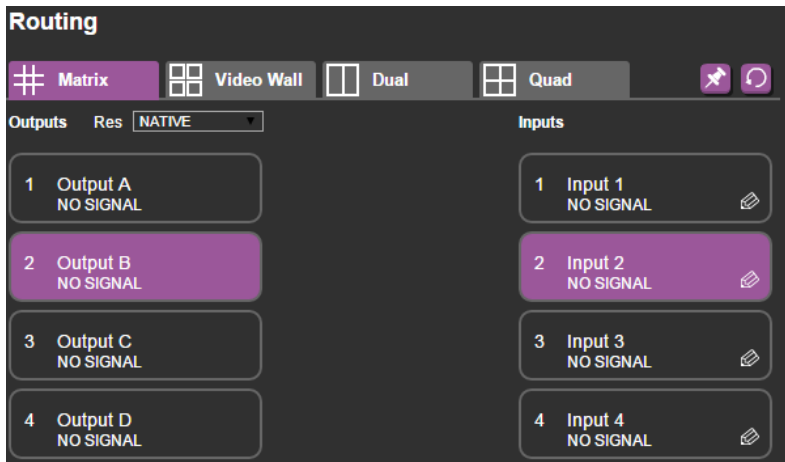 Routing
Matrix Video Wall Dual Quad
Outputs Res NATIVE Inputs
1 Output A
NO SIGNAL
1 Input 1
NO SIGNAL
2 Output B
NO SIGNAL
2 Input 2
NO SIGNAL
3 Output C
NO SIGNAL
3 Input 3
NO SIGNAL
4 Output D
NO SIGNAL
4 Input 4
NO SIGNAL